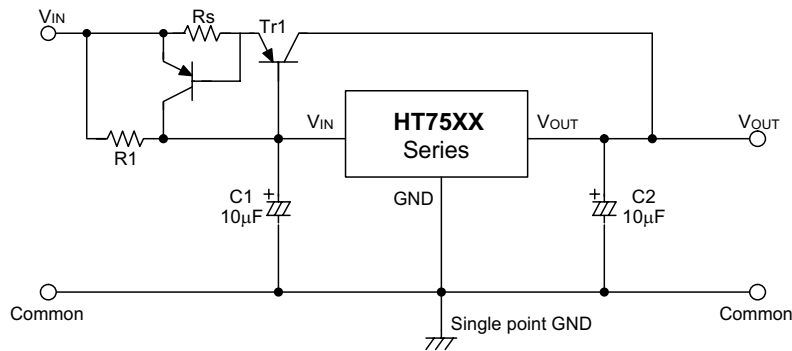 VIN
Rs
Tr1
R1
VIN
HT75XX
Series
VOUT
VOUT
GND
C1
+
10µF
C2
+
10µF
Common
Single point GND
Common